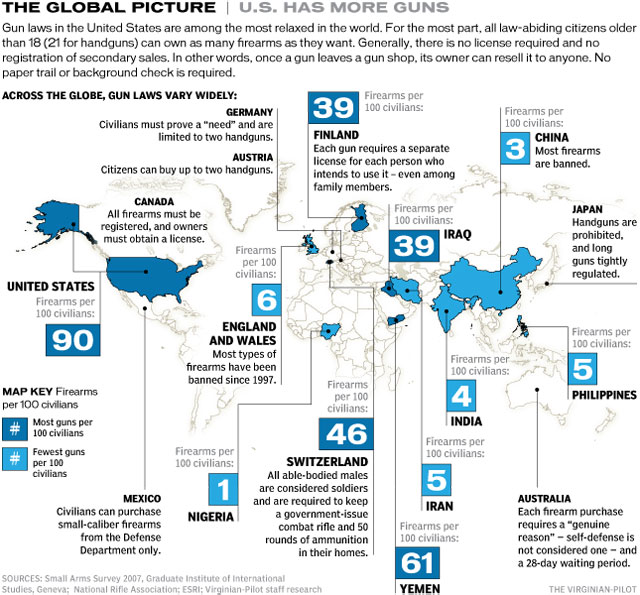 THE GLOBAL PICTURE | U.S. HAS MORE GUNS
Gun laws in the United States are among the most relaxed in the world. For the most part, all law-abiding citizens older
than 18 (21 for handguns) can own as many firearms as they want. Generally, there is no license required and no
registration of secondary sales. In other words, once a gun leaves a gun shop, its owner can resell it to anyone. No
paper trail or background check is required.
ACROSS THE GLOBE, GUN LAWS VARY WIDELY:
GERMANY
Civilians must prove a “need” and are
limited to two handguns.
AUSTRIA
Citizens can buy up to two handguns.
39
Firearms per
100 civilians:
FINLAND
Each gun requires a separate
license for each person who
intends to use it – even among
family members.
Firearms per
100 civilians:
3
CHINA
Most firearms
are banned.
CANADA
All firearms must be
registered, and owners
must obtain a license.
Firearms per
100 civilians:
39
IRAQ
JAPAN
Handguns are
prohibited,
and long
guns tightly
regulated.
UNITED STATES
Firearms per
100 civilians:
90
Firearms per
100 civilians:
6
ENGLAND
AND WALES
Most types of
firearms have been
banned since 1997.
Firearms per
100 civilians:
4
INDIA
Firearms per
100 civilians:
5
PHILIPPINES
MAP KEY Firearms
per 100 civilians
# Most guns per
100 civilians
# Fewest guns
per 100
civilians
MEXICO
Civilians can purchase
small-caliber firearms
from the Defense
Department only.
Firearms per
100 civilians:
1
NIGERIA
Firearms per
100 civilians:
46
SWITZERLAND
All able-bodied males
are considered soldiers
and are required to keep
a government-issue
combat rifle and 50
rounds of ammunition
in their homes.
Firearms per
100 civilians:
5
IRAN
Firearms per
100 civilians:
61
YEMEN
AUSTRALIA
Each firearm purchase
requires a “genuine
reason” – self-defense is
not considered one – and
a 28-day waiting period.
SOURCES: Small Arms Survey 2007, Graduate Institute of International
Studies, Geneva; National Rifle Association; ESRI; Virginian-Pilot staff research
THE VIRGINIAN-PILOT